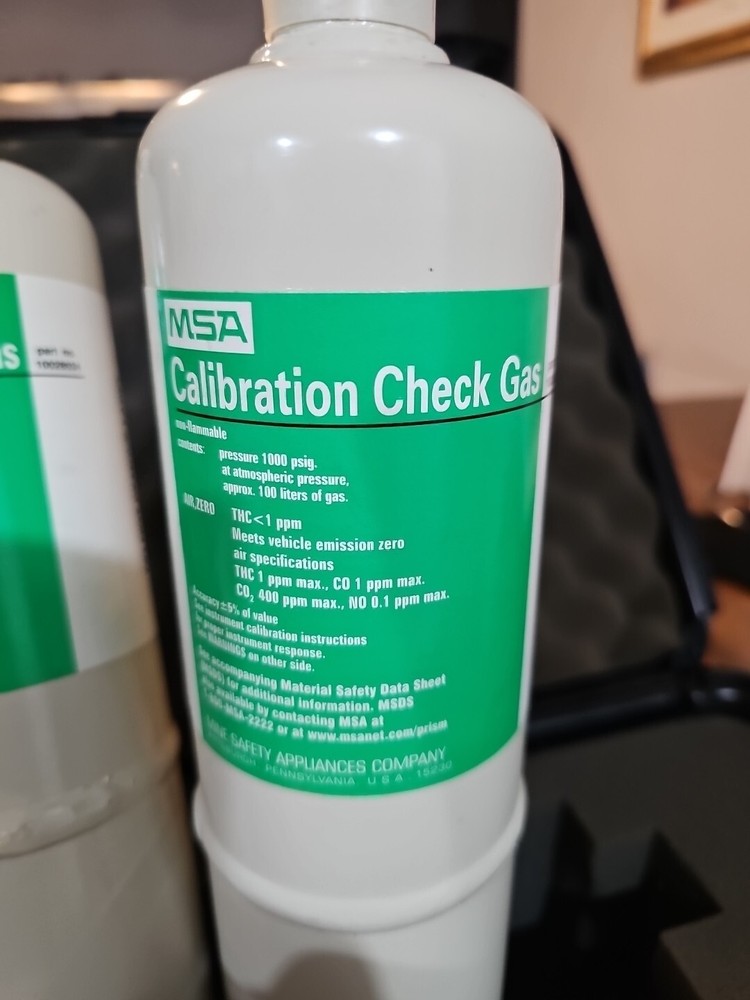 MSA
Calibration Check Gas
non-flammable
contents: pressure 1000 psig.
at atmospheric pressure,
approx. 100 liters of gas.
AIR, ZERO THC<1 ppm
Meets vehicle emission zero
air specifications
THC 1 ppm max., CO 1 ppm max.
CO₂ 400 ppm max., NO 0.1 ppm max.
Accuracy ±5% of value
See instrument calibration instructions
for proper instrument response.
See WARNINGS on other side.
See accompanying Material Safety Data Sheet
(MSDS) for additional information. MSDS
also available by contacting MSA at
1-800-MSA-2222 or at www.msanet.com/prism
MINE SAFETY APPLIANCES COMPANY
PITTSBURGH PENNSYLVANIA U S A 15230
as
part no.